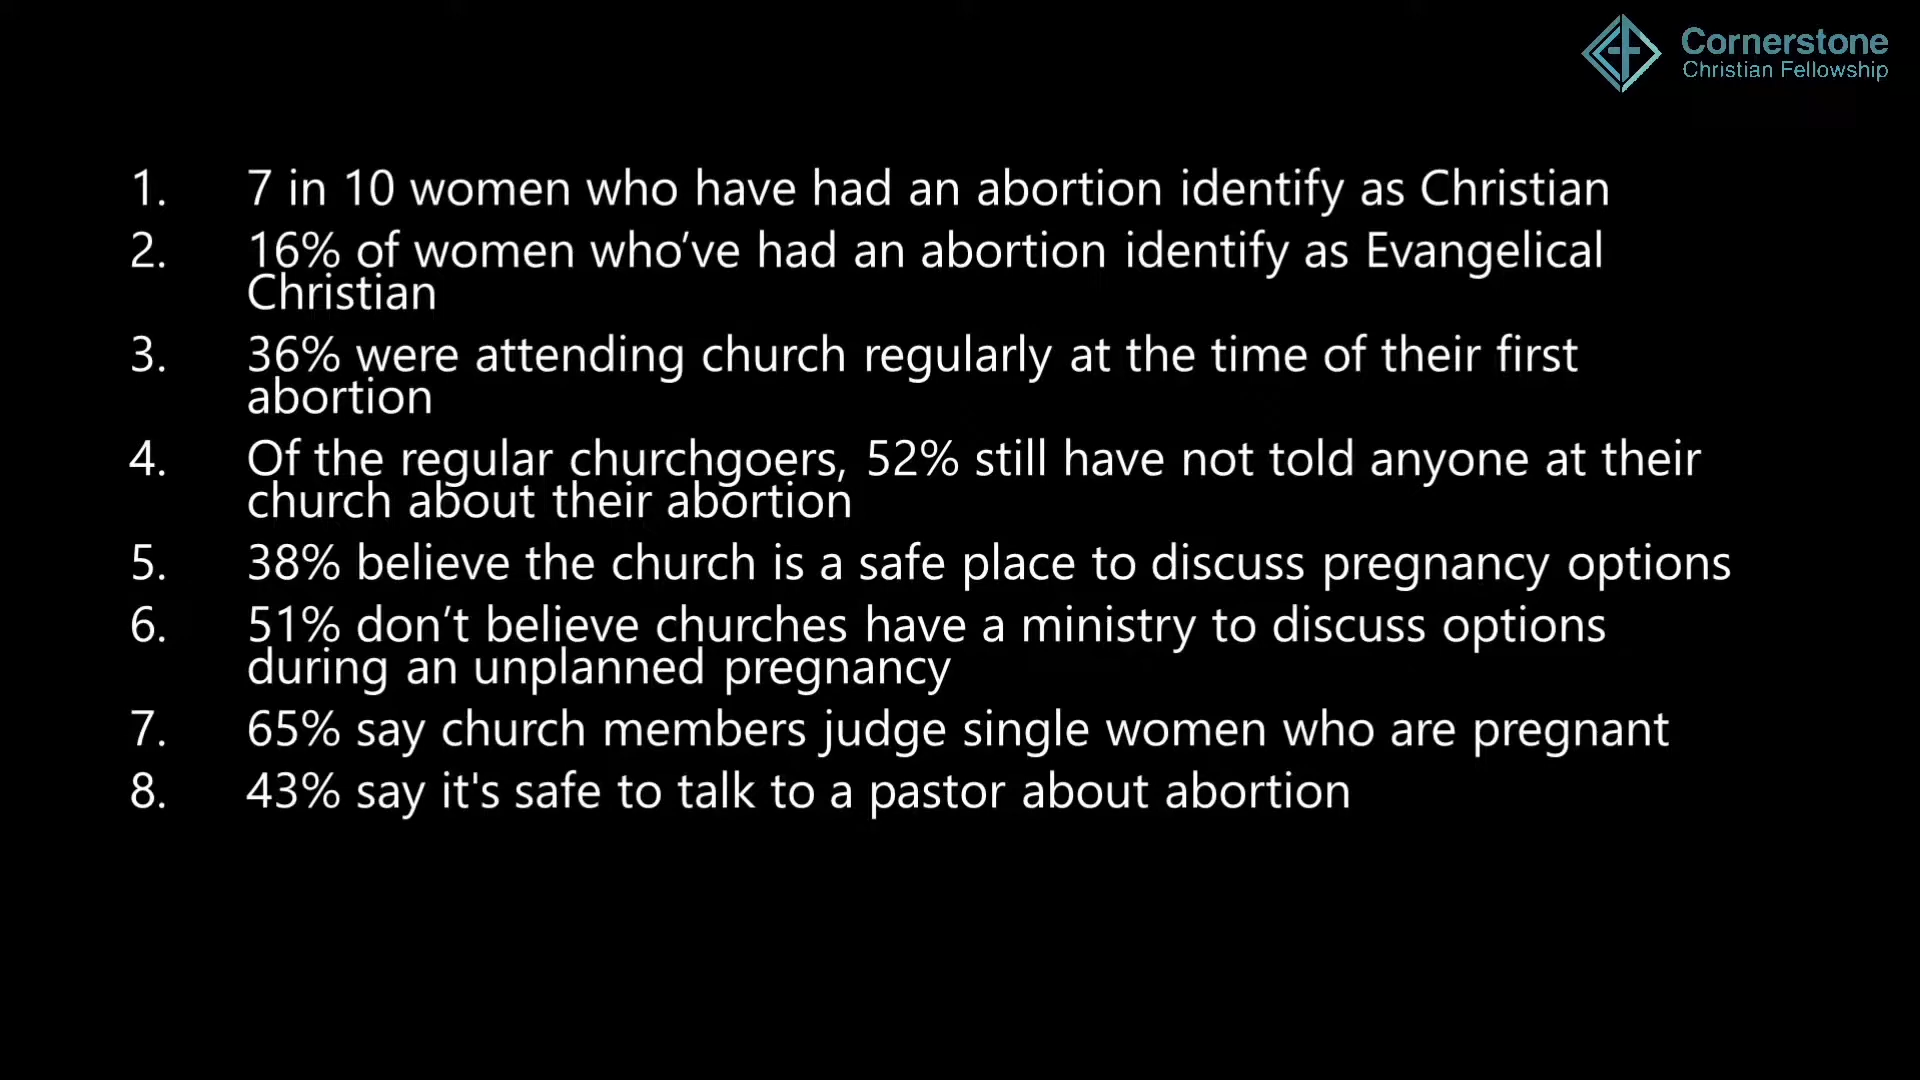 Cornerstone
Christian Fellowship
1. 7 in 10 women who have had an abortion identify as Christian
2. 16% of women who’ve had an abortion identify as Evangelical
Christian
3. 36% were attending church regularly at the time of their first
abortion
4. Of the regular churchgoers, 52% still have not told anyone at their
church about their abortion
5. 38% believe the church is a safe place to discuss pregnancy options
6. 51% don’t believe churches have a ministry to discuss options
during an unplanned pregnancy
7. 65% say church members judge single women who are pregnant
8. 43% say it's safe to talk to a pastor about abortion